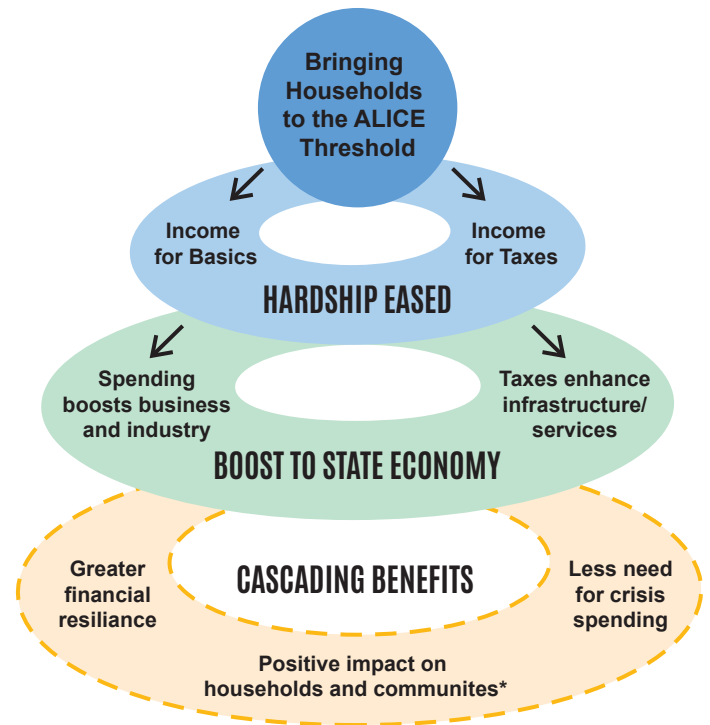 Bringing
Households
to the ALICE
Threshold
Income
for Basics
Income
for Taxes
HARDSHIP EASED
Spending
boosts business
and industry
Taxes enhance
infrastructure/
services
BOOST TO STATE ECONOMY
Greater
financial
resiliance
CASCADING BENEFITS
Less need
for crisis
spending
Positive impact on
households and communites*